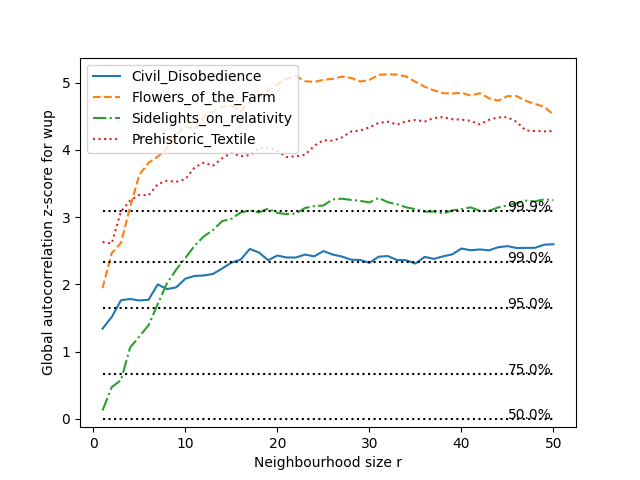 Civil_Disobedience
Flowers_of_the_Farm
Sidelights_on_relativity
Prehistoric_Textile
Global autocorrelation z-score for wup
5
4
3
2
1
0
99.9%
99.0%
95.0%
75.0%
50.0%
0 10 20 30 40 50
Neighbourhood size r